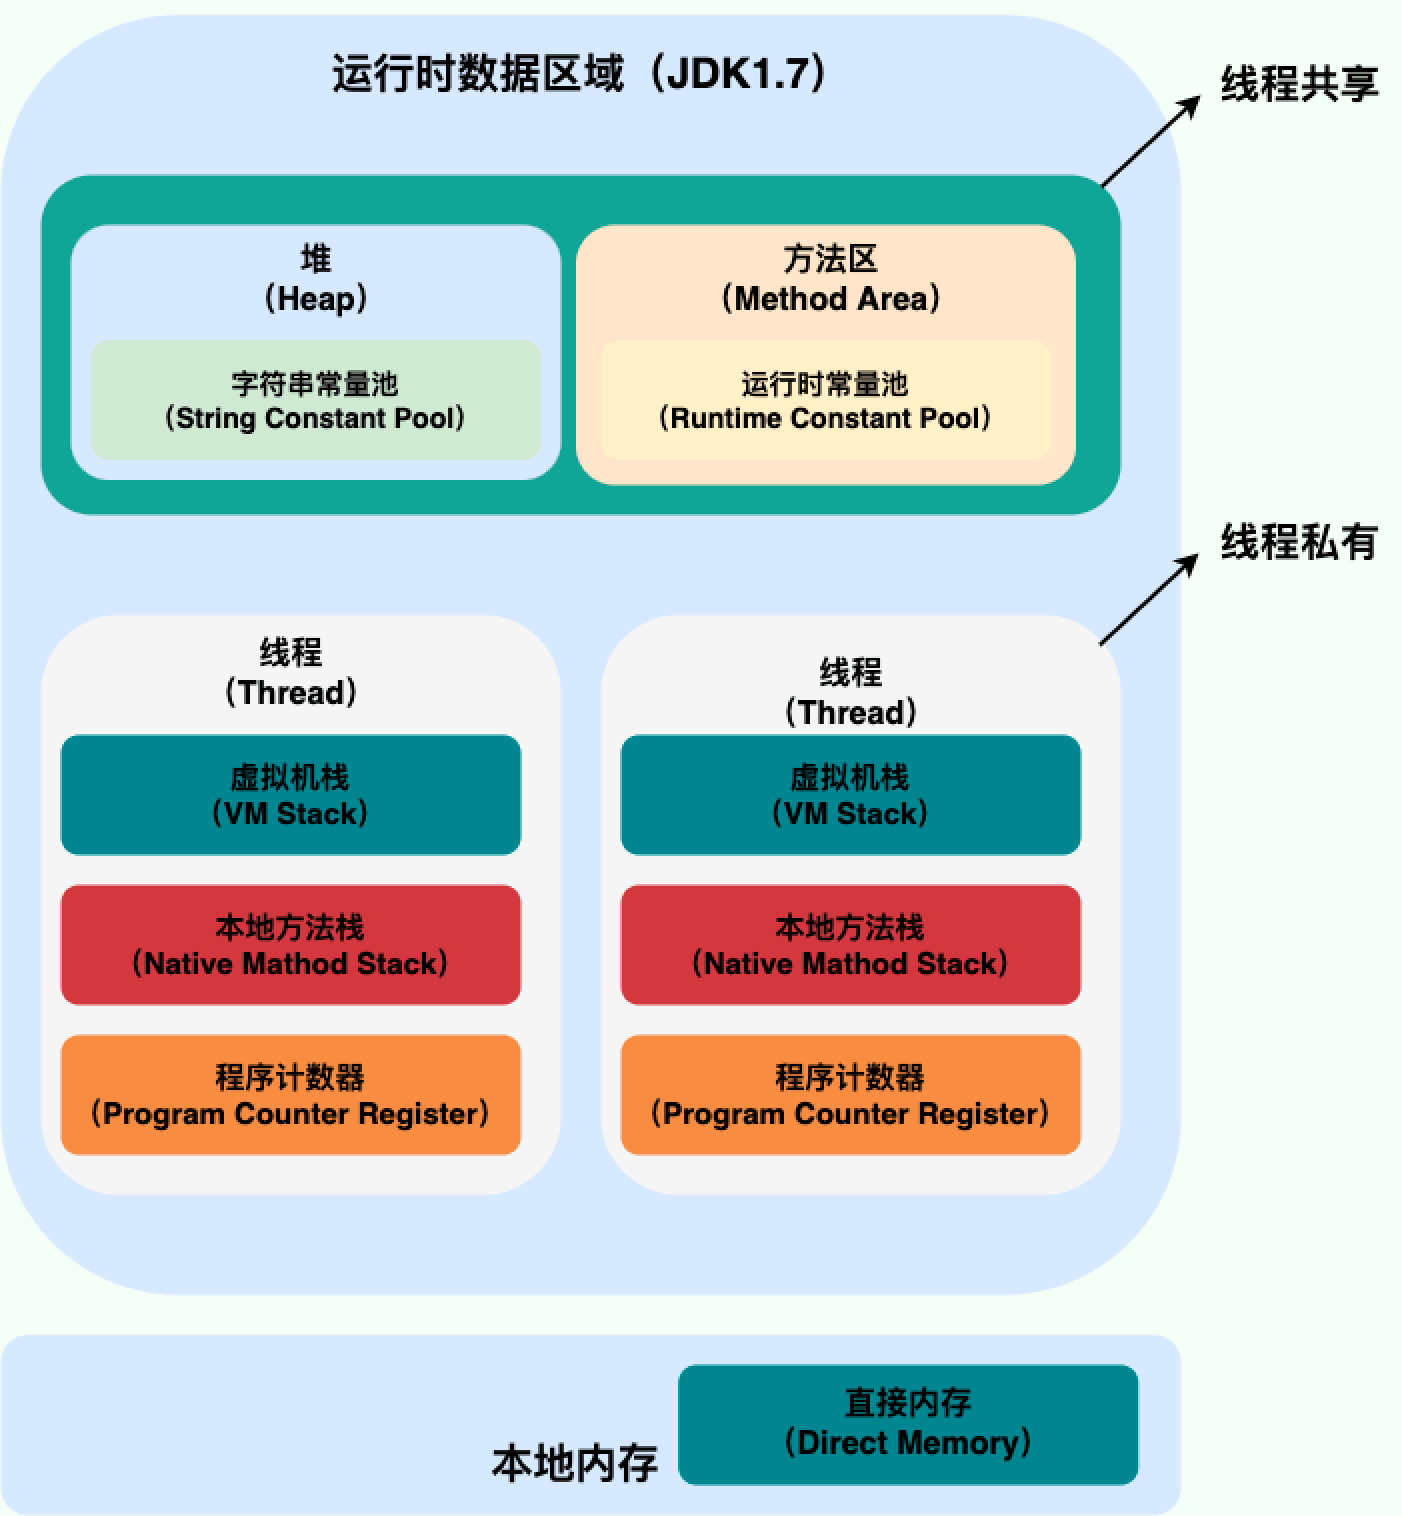 运行时数据区域（JDK1.7）
线程共享
堆
（Heap）
字符串常量池
（String Constant Pool）
方法区
（Method Area）
运行时常量池
（Runtime Constant Pool）
线程私有
线程
（Thread）
虚拟机栈
（VM Stack）
本地方法栈
（Native Mathod Stack）
程序计数器
（Program Counter Register）
线程
（Thread）
虚拟机栈
（VM Stack）
本地方法栈
（Native Mathod Stack）
程序计数器
（Program Counter Register）
本地内存
直接内存
（Direct Memory）